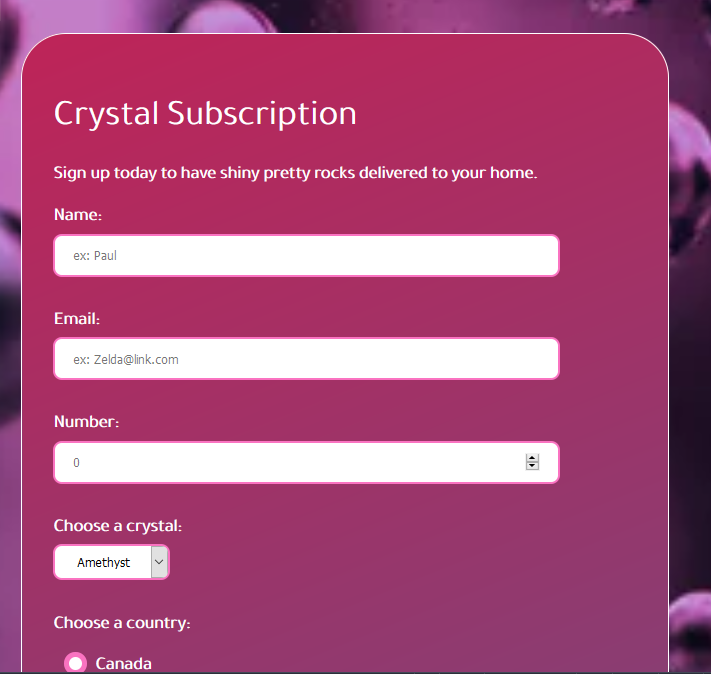 Crystal Subscription
Sign up today to have shiny pretty rocks delivered to your home.
Name:
ex: Paul
Email:
ex: Zelda@link.com
Number:
0
Choose a crystal:
Amethyst
Choose a country:
Canada